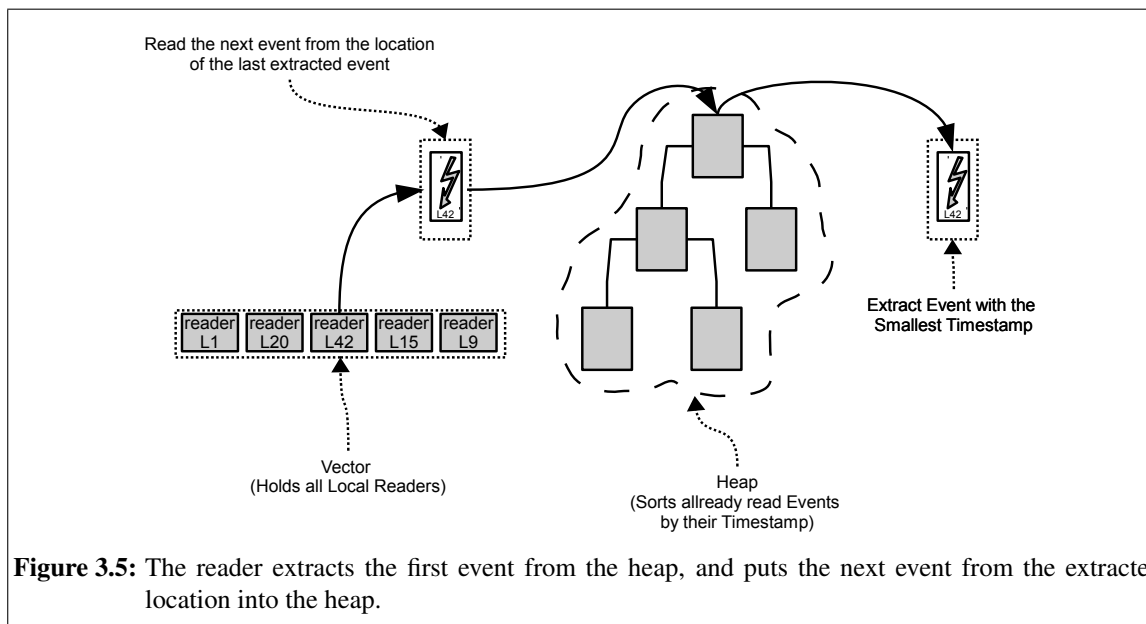 Read the next event from the location
of the last extracted event
L42
L42
Extract Event with the
Smallest Timestamp
reader
L1
reader
L20
reader
L42
reader
L15
reader
L9
Vector
(Holds all Local Readers)
Heap
(Sorts allready read Events
by their Timestamp)
Figure 3.5: The reader extracts the first event from the heap, and puts the next event from the extracte
location into the heap.